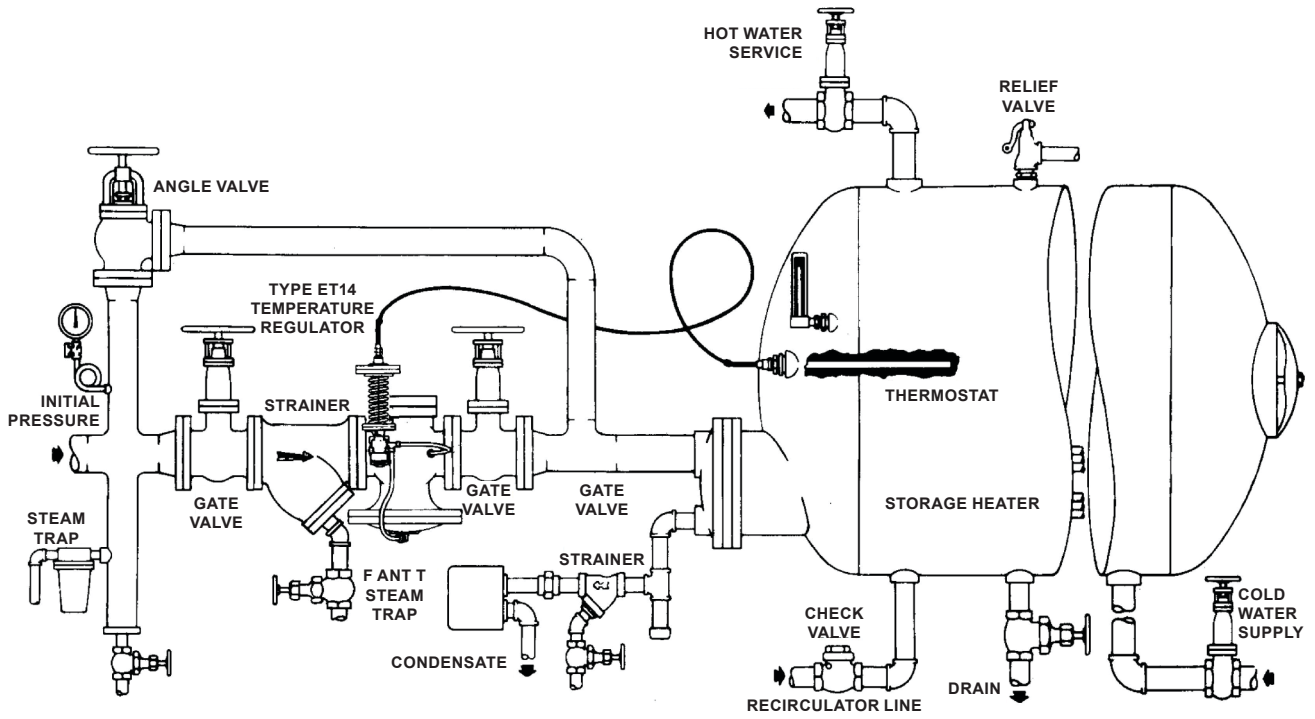 HOT WATER
SERVICE
RELIEF
VALVE
ANGLE VALVE
TYPE ET14
TEMPERATURE
REGULATOR
INITIAL
PRESSURE
STRAINER
THERMOSTAT
GATE
VALVE
GATE
VALVE
GATE
VALVE
STORAGE HEATER
STEAM
TRAP
STRAINER
F ANT T
STEAM
TRAP
CONDENSATE
CHECK
VALVE
RECIRCULATOR LINE
DRAIN
COLD
WATER
SUPPLY